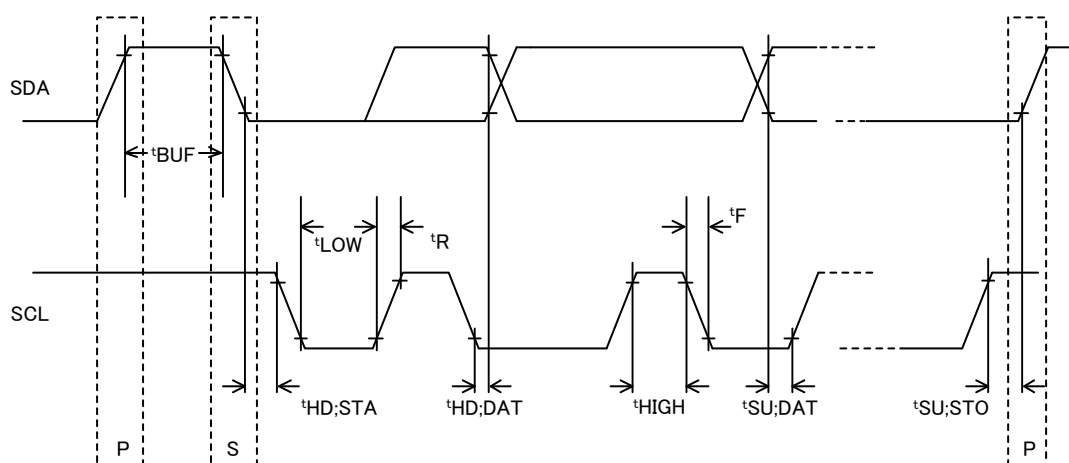 SDA
tBUF
tLOW
tR
tF
SCL
tHD;STA
tHD;DAT
tHIGH
tSU;DAT
tSU;STO
P
S
P